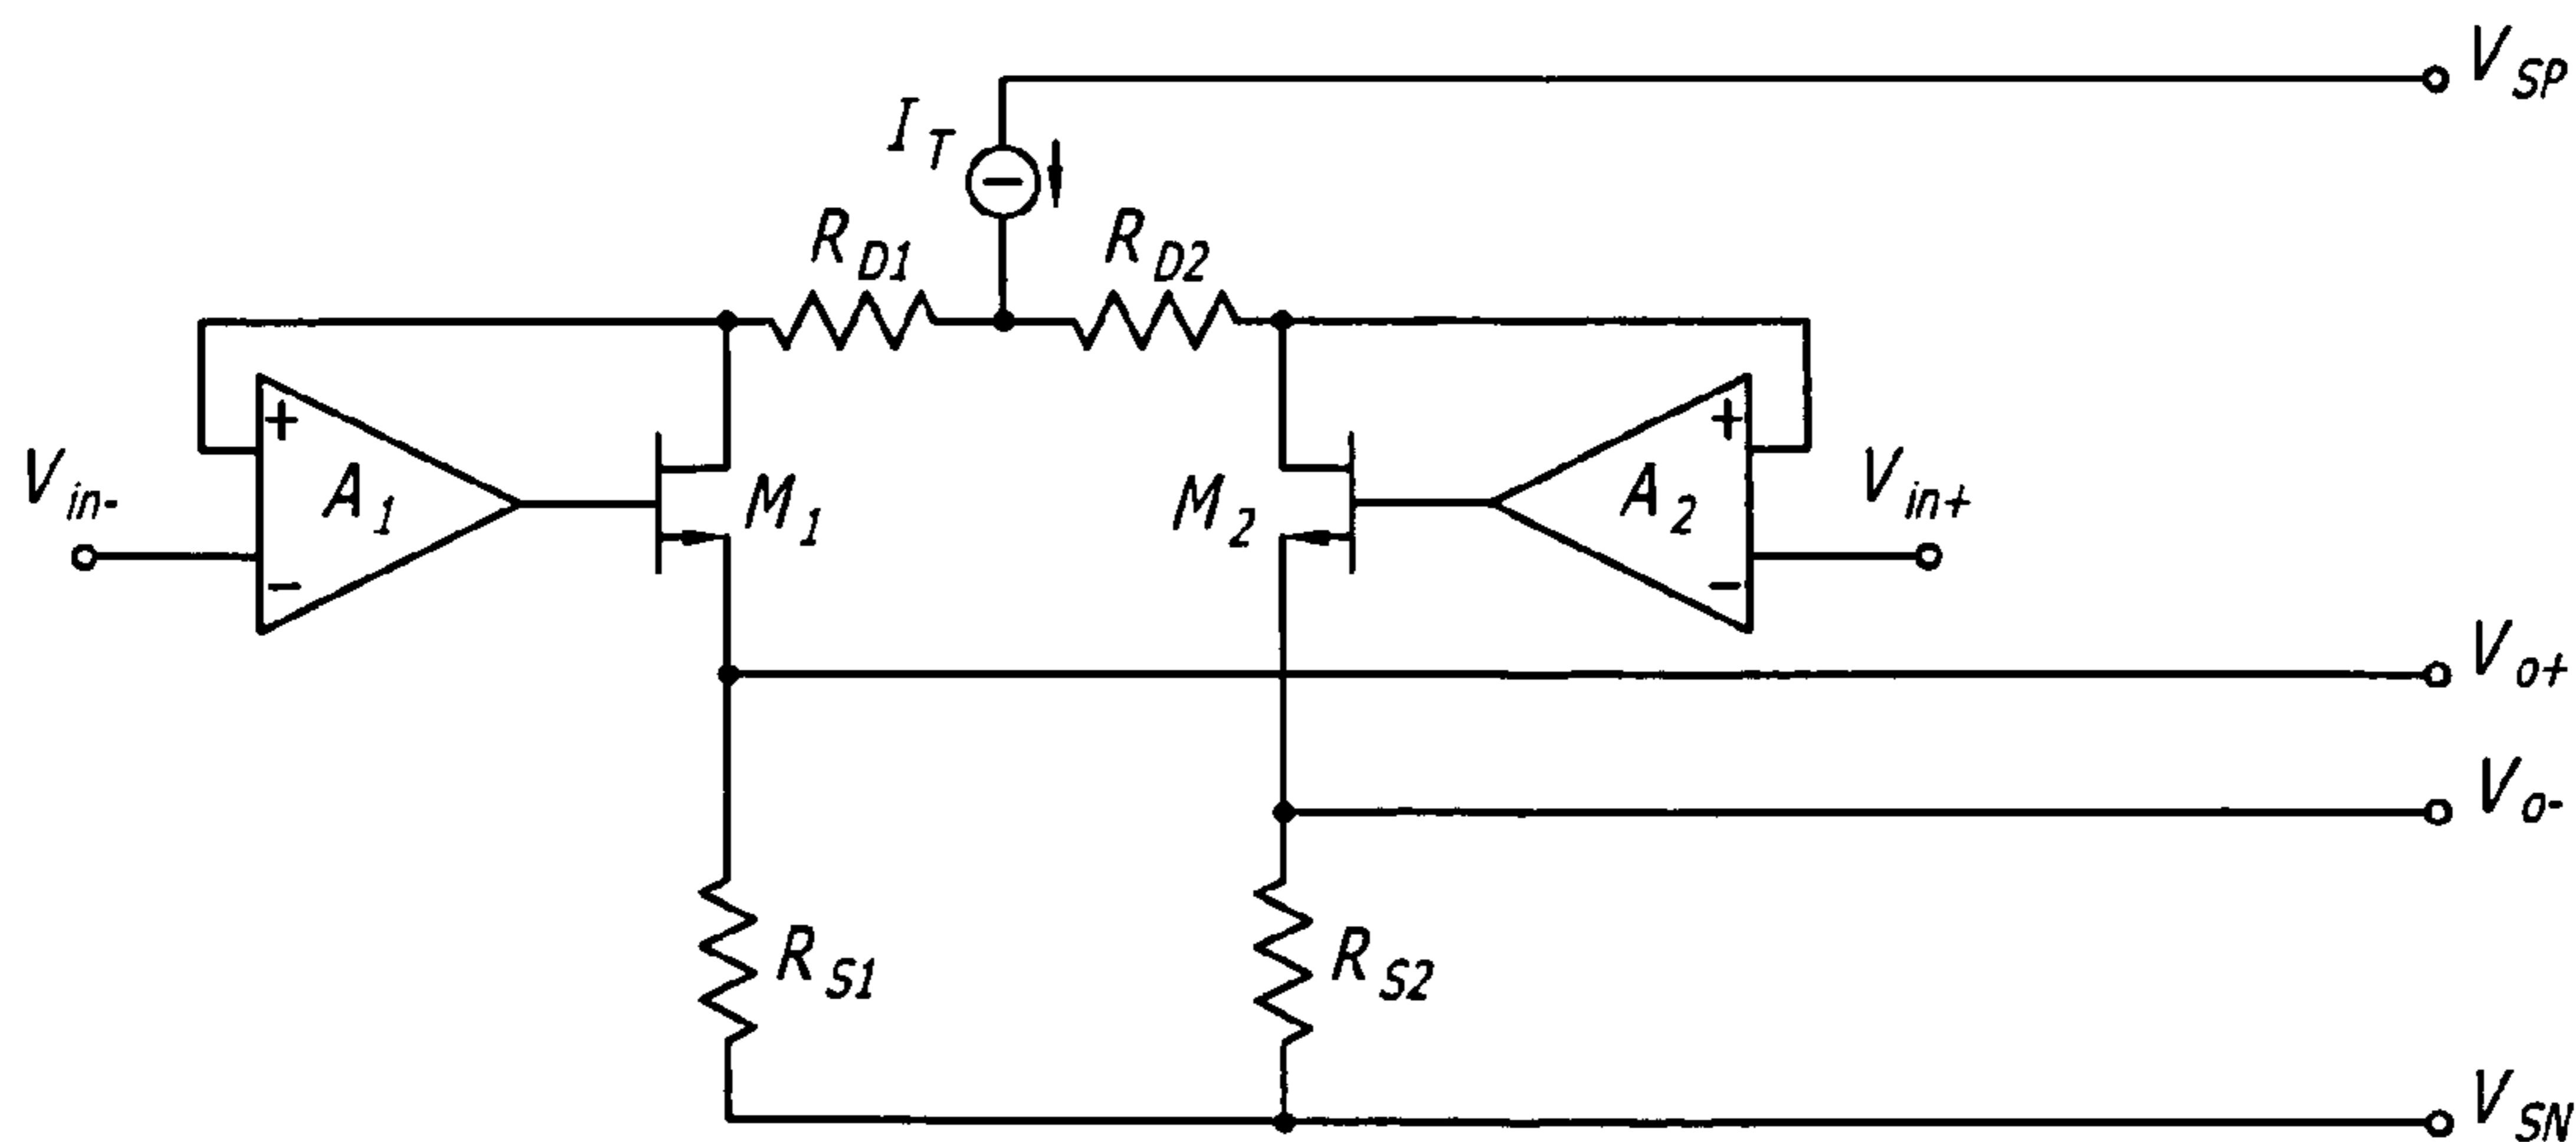 V_SP
I_T
R_D1
R_D2
+
+
V_in-
A_1
M_1
M_2
A_2
V_in+
-
-
V_o+
V_o-
R_S1
R_S2
V_SN